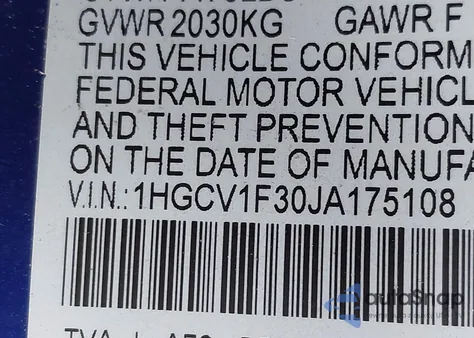 GVWR 2030KG GAWR F
THIS VEHICLE CONFORM
FEDERAL MOTOR VEHICL
AND THEFT PREVENTION
ON THE DATE OF MANUFA
V.I.N.: 1HGCV1F30JA175108
autoSnap